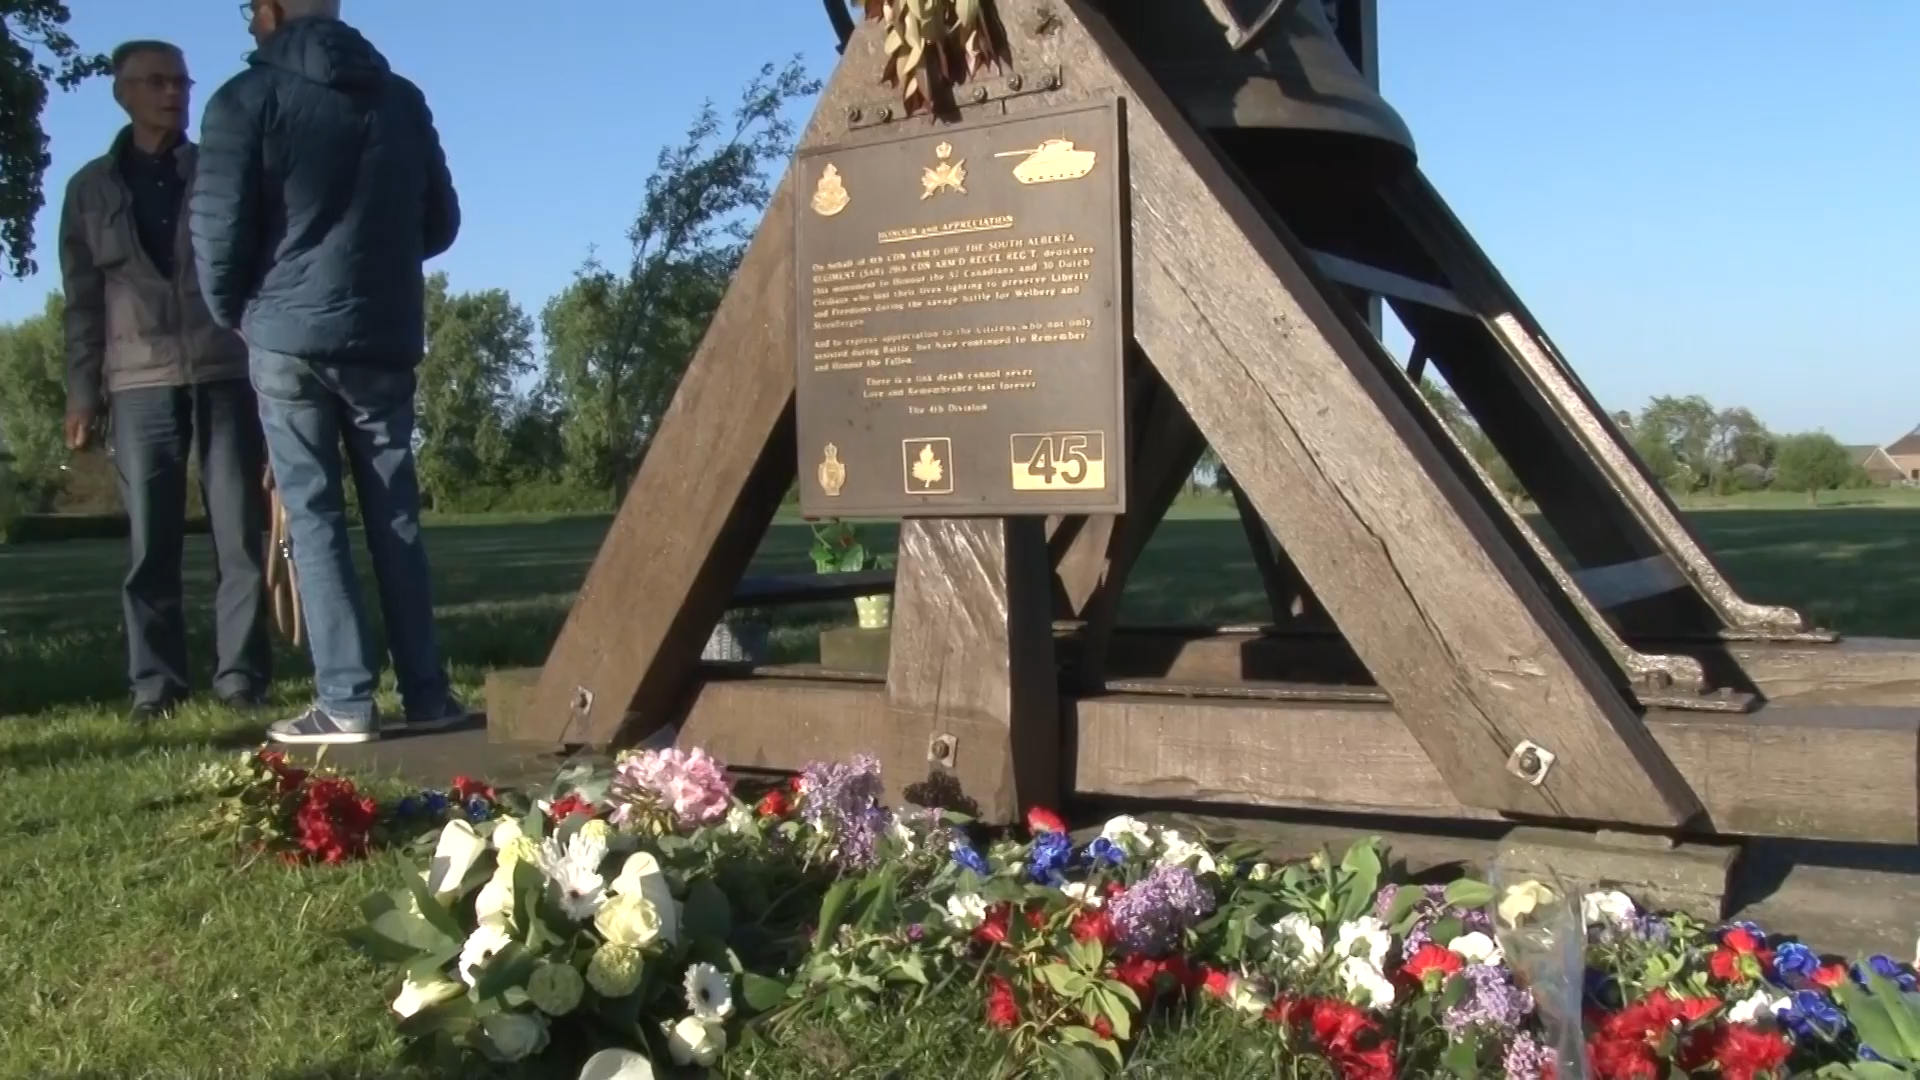 HONOUR and APPRECIATION
On behalf of 4th CDN ARM'D DIV. THE SOUTH ALBERTA
REGIMENT (SAR) 29th CDN ARM'D RECCE REG'T. dedicates
this monument to Honour the 57 Canadians and 30 Dutch
Civilians who lost their lives fighting to preserve Liberty
and Freedoms during the savage battle for Welberg and
Steenbergen
And to express appreciation to the Citizens who not only
assisted during Battle, but have continued to Remember
and Honour the Fallen.
There is a link death cannot sever
Love and Remembrance last forever
The 4th Division
45